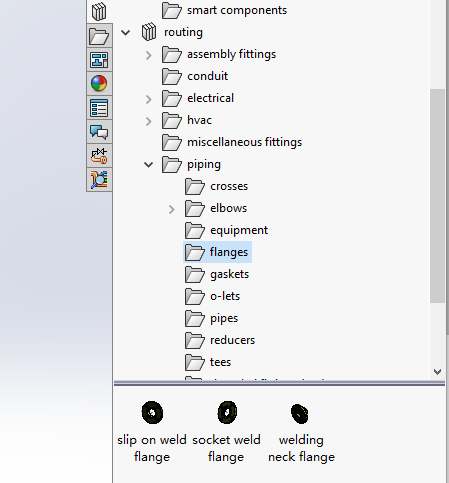 smart components
routing
assembly fittings
conduit
electrical
hvac
miscellaneous fittings
piping
crosses
elbows
equipment
flanges
gaskets
o-lets
pipes
reducers
tees
slip on weld flange
socket weld flange
welding neck flange